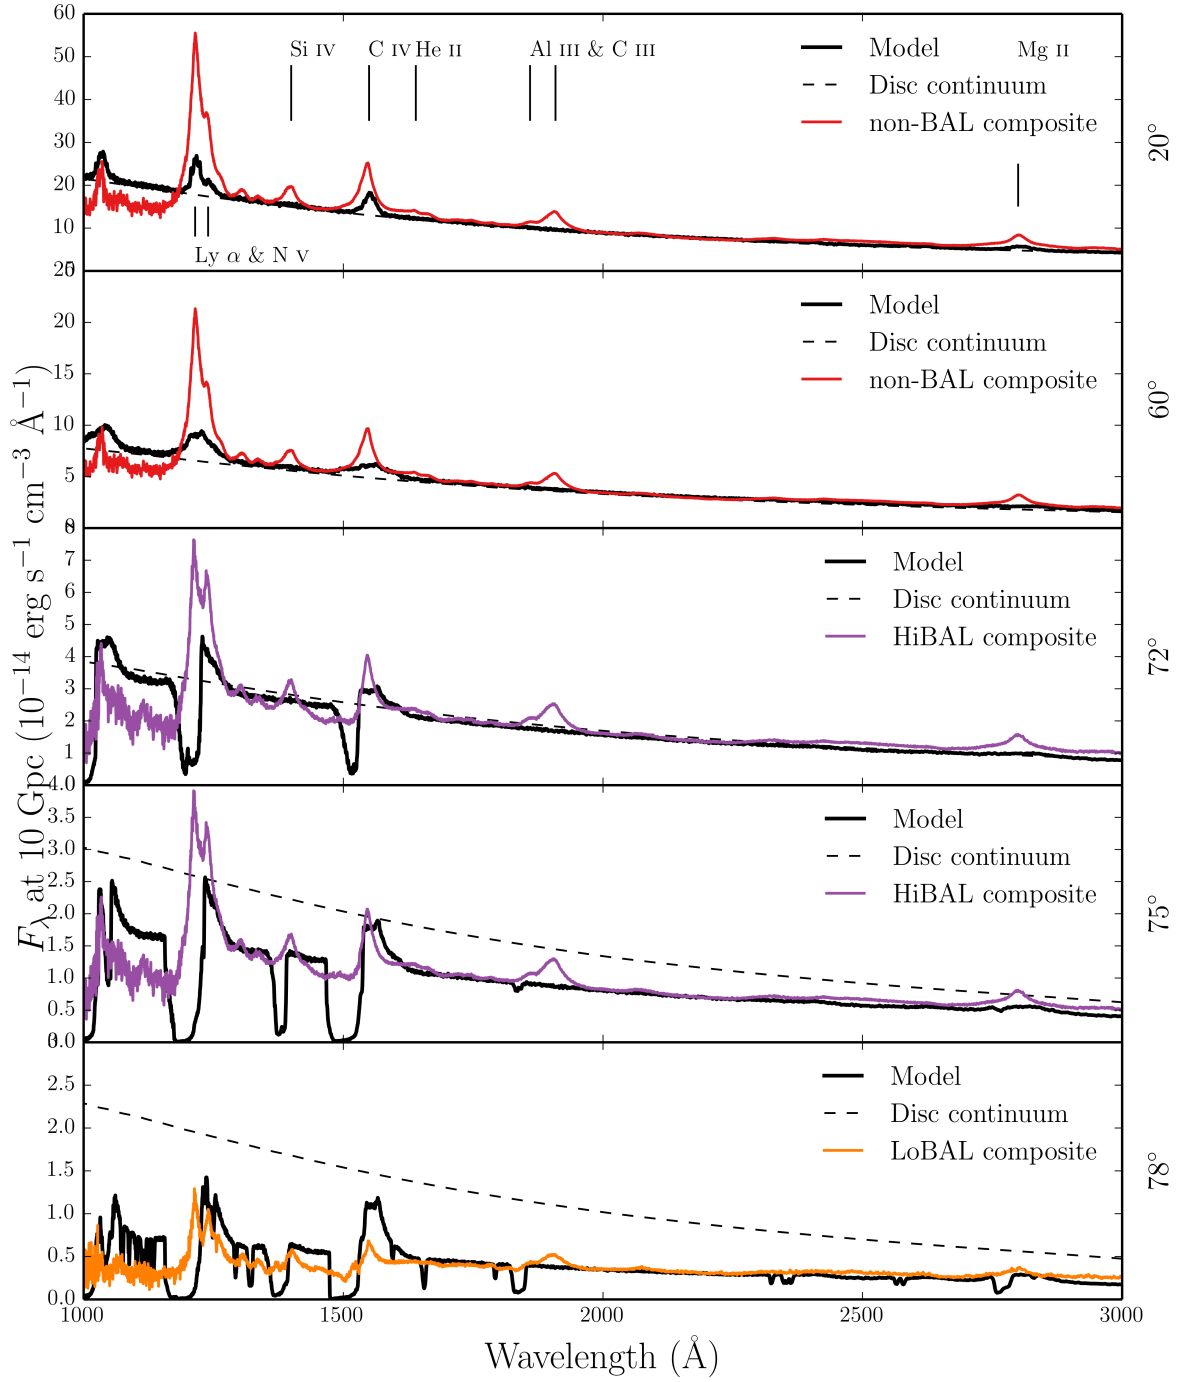 60
50
40
30
20
10
Si IV
C IV
He II
Al III & C III
Mg II
Ly α & N V
Model
Disc continuum
non-BAL composite
20°
25
20
15
10
5
0
Model
Disc continuum
non-BAL composite
60°
8
7
6
5
4
3
2
1
Model
Disc continuum
HiBAL composite
72°
4.0
3.5
3.0
2.5
2.0
1.5
1.0
0.5
0.0
Model
Disc continuum
HiBAL composite
75°
2.5
2.0
1.5
1.0
0.5
0.0
Model
Disc continuum
LoBAL composite
78°
1000
1500
2000
2500
3000
Wavelength (Å)
F_λ at 10 Gpc (10⁻¹⁴ erg s⁻¹ cm⁻³ Å⁻¹)